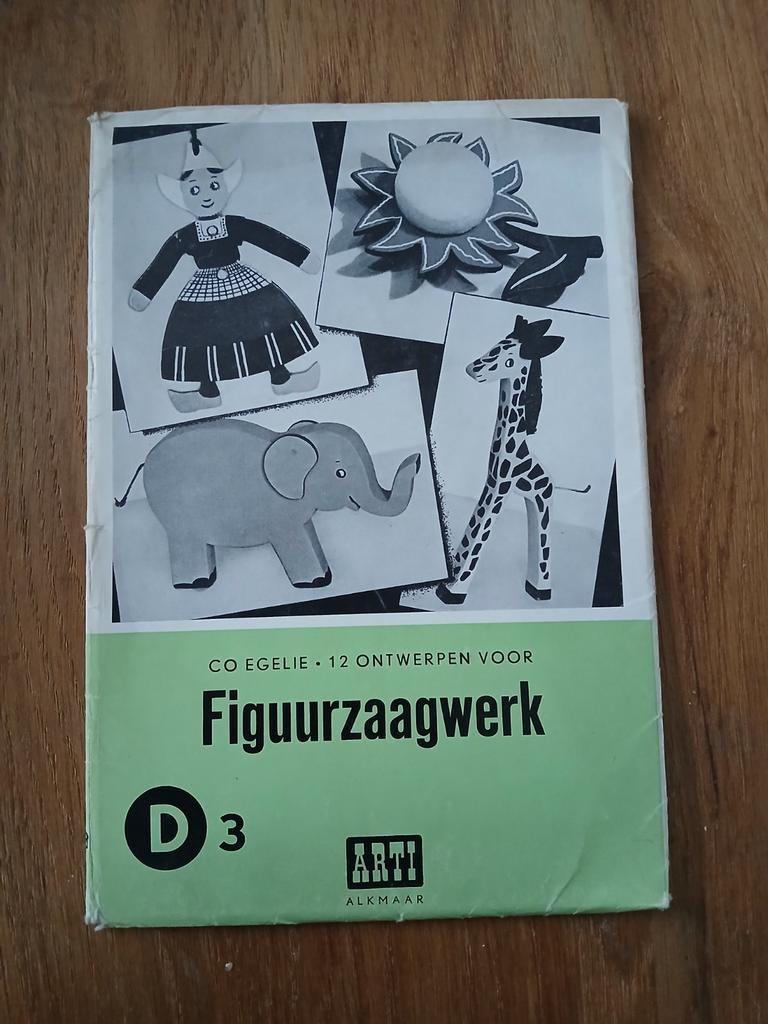 CO EGELIE • 12 ONTWERPEN VOOR
Figuurzaagwerk
D 3
ARTI
ALKMAAR